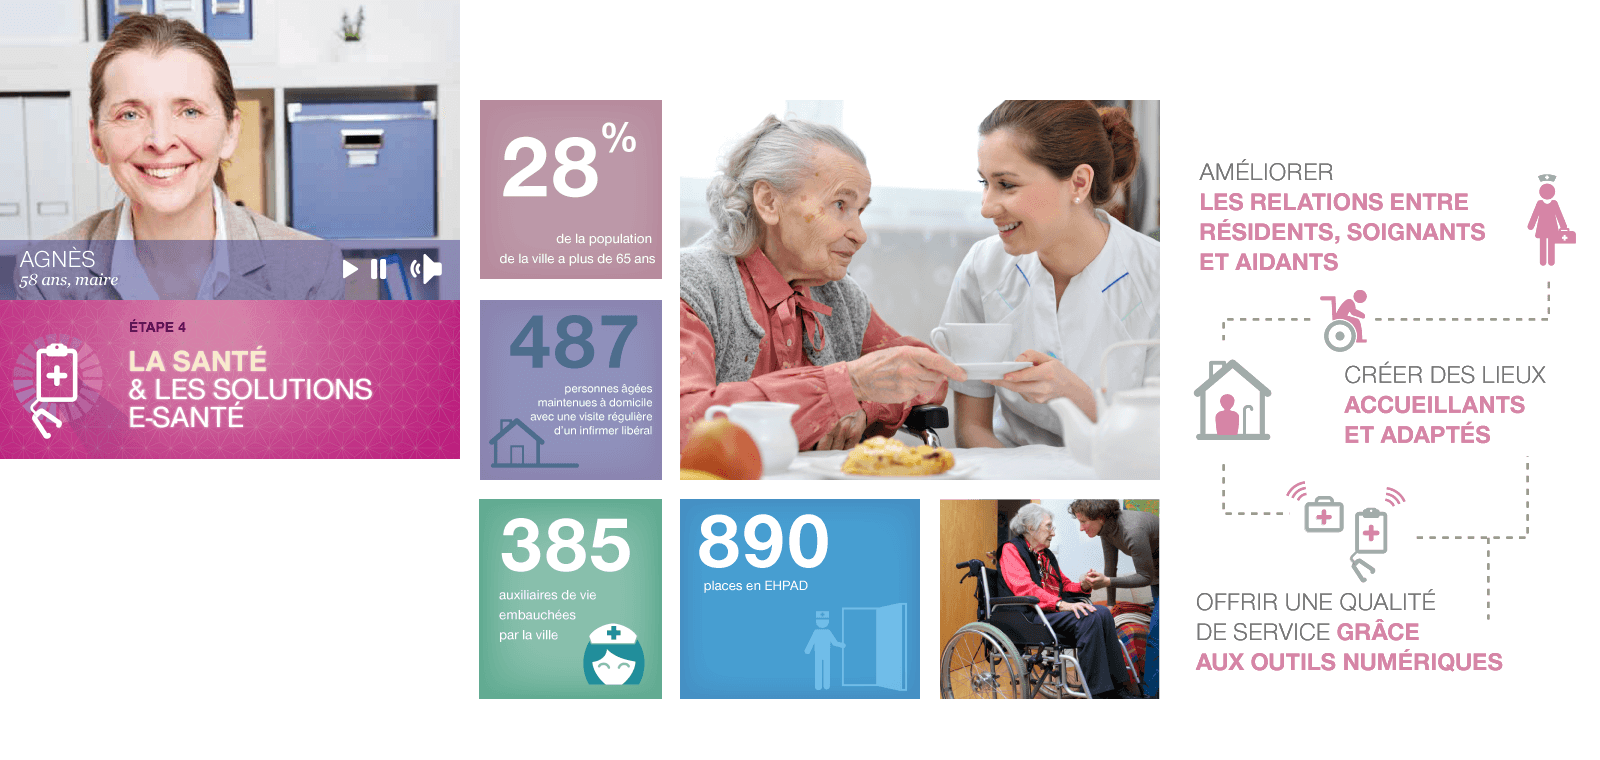 AGNÈS
58 ans, maire
ÉTAPE 4
LA SANTÉ
& LES SOLUTIONS
E-SANTÉ
28%
de la population
de la ville a plus de 65 ans
487
personnes âgées
maintenues à domicile
avec une visite régulière
d'un infirmer libéral
385
auxiliaires de vie
embauchées
par la ville
890
places en EHPAD
AMÉLIORER
LES RELATIONS ENTRE
RÉSIDENTS, SOIGNANTS
ET AIDANTS
CRÉER DES LIEUX
ACCUEILLANTS
ET ADAPTÉS
OFFRIR UNE QUALITÉ
DE SERVICE GRÂCE
AUX OUTILS NUMÉRIQUES